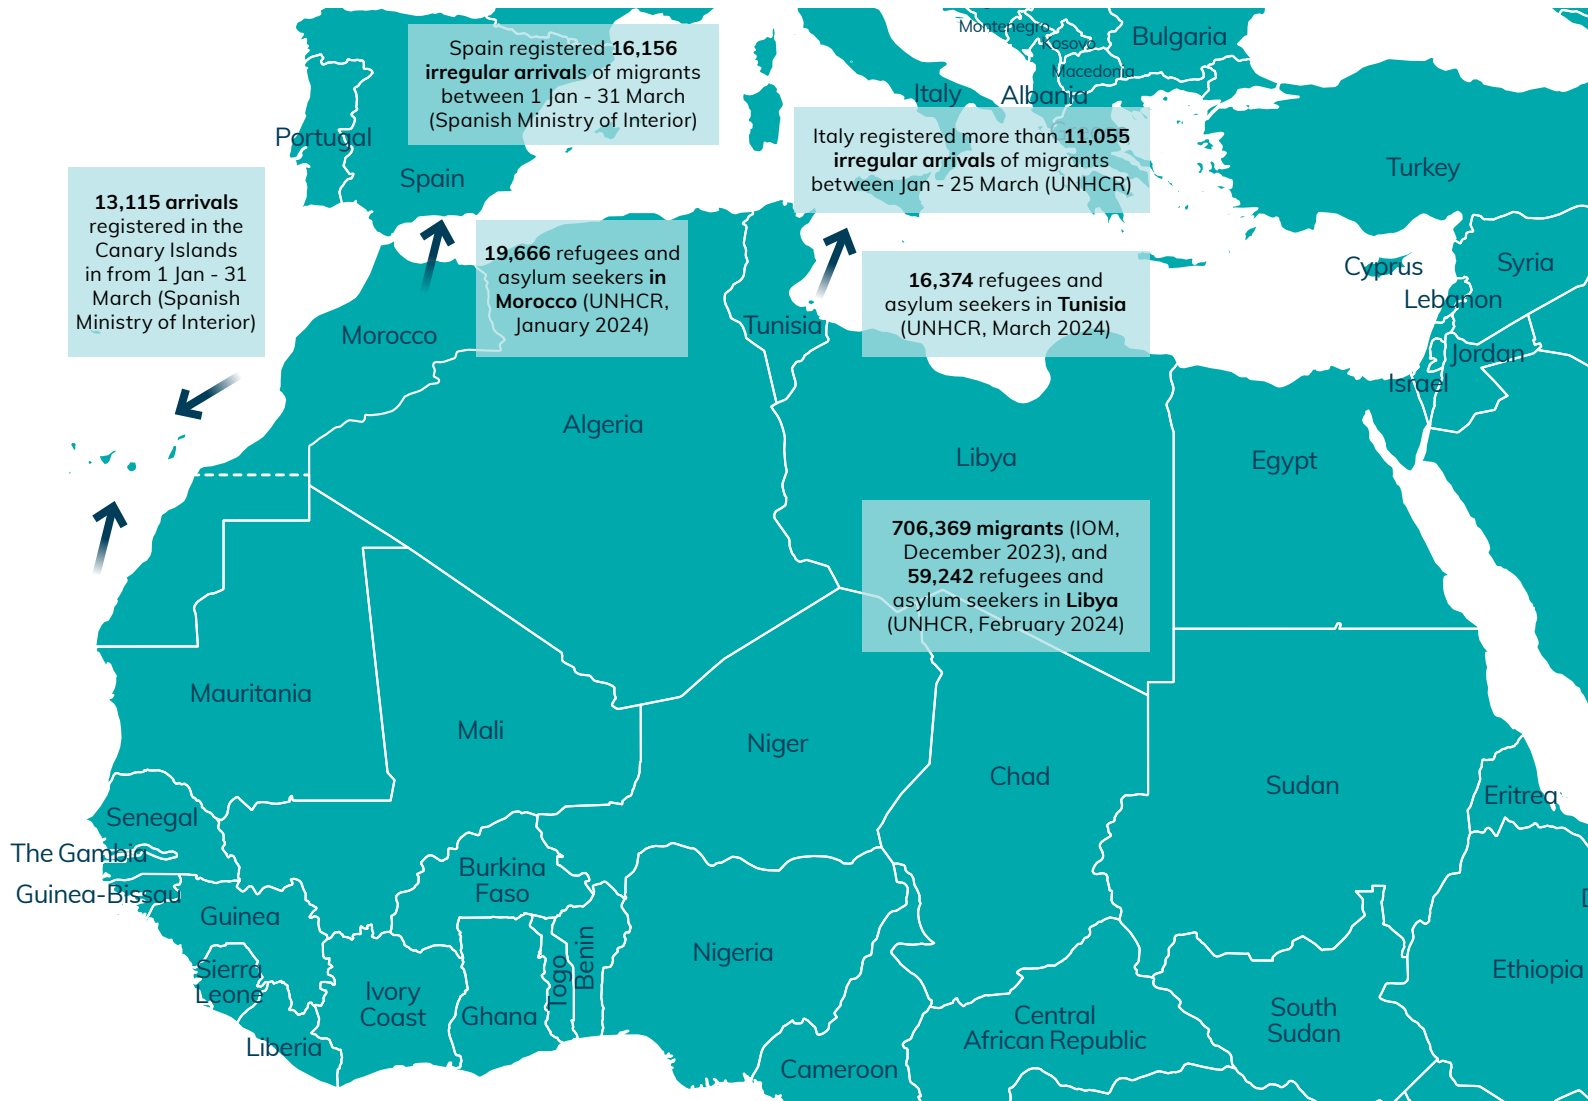 Montenegro
Kosovo
Bulgaria
Macedonia
Italy
Albania
Spain registered 16,156
irregular arrivals of migrants
between 1 Jan - 31 March
(Spanish Ministry of Interior)
Portugal
Spain
Italy registered more than 11,055
irregular arrivals of migrants
between Jan - 25 March (UNHCR)
Turkey
13,115 arrivals
registered in the
Canary Islands
in from 1 Jan - 31
March (Spanish
Ministry of Interior)
19,666 refugees and
asylum seekers in
Morocco (UNHCR,
January 2024)
16,374 refugees and
asylum seekers in Tunisia
(UNHCR, March 2024)
Cyprus
Syria
Lebanon
Morocco
Tunisia
Jordan
Israel
Algeria
Libya
Egypt
706,369 migrants (IOM,
December 2023), and
59,242 refugees and
asylum seekers in Libya
(UNHCR, February 2024)
Mauritania
Mali
Niger
Chad
Sudan
Eritrea
Senegal
The Gambia
Guinea-Bissau
Burkina
Faso
Guinea
Sierra
Leone
Liberia
Ivory
Coast
Ghana
Togo
Benin
Nigeria
Cameroon
Central
African Republic
South
Sudan
Ethiopia